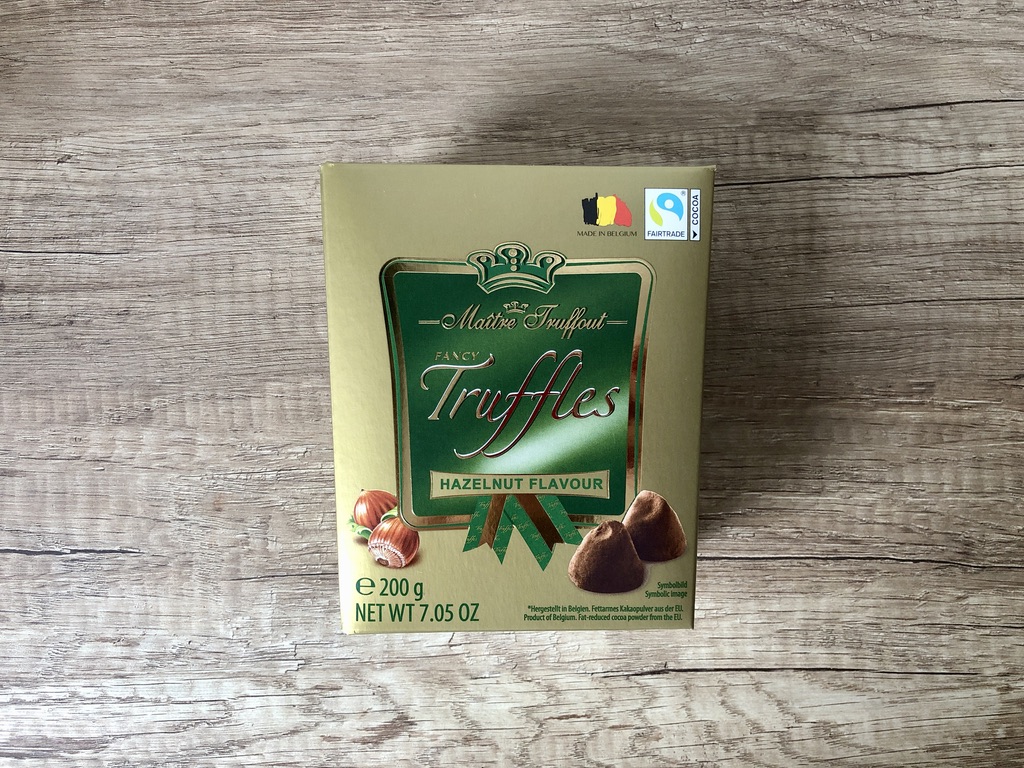 MADE IN BELGIUM
FAIRTRADE
COCOA
Maître Truffout
FANCY
Truffles
HAZELNUT FLAVOUR
℮ 200 g
NET WT 7.05 OZ
Symbolbild
Symbolic image
*Hergestellt in Belgien. Fettarmes Kakaopulver aus der EU.
Product of Belgium. Fat-reduced cocoa powder from the EU.